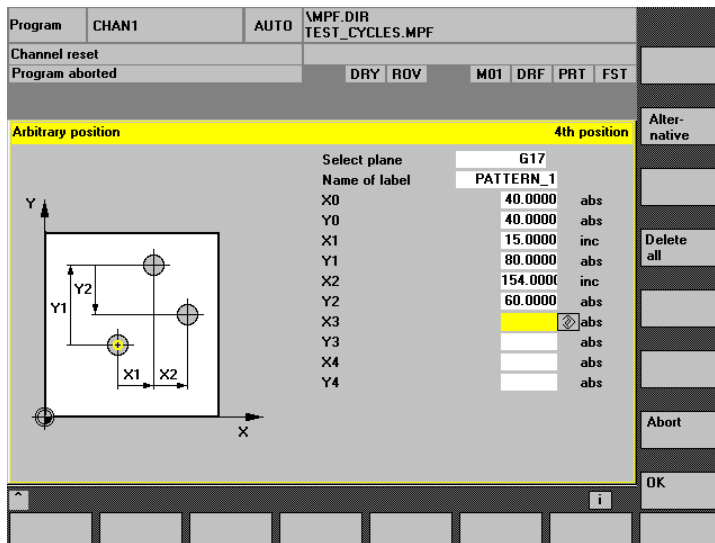 Program CHAN1 AUTO \MPF.DIR
TEST_CYCLES.MPF
Channel reset
Program aborted DRY ROV M01 DRF PRT FST
Arbitrary position 4th position
Select plane G17
Name of label PATTERN_1
X0 40.0000 abs
Y0 40.0000 abs
X1 15.0000 inc
Y1 80.0000 abs
X2 154.0000 inc
Y2 60.0000 abs
X3 abs
Y3 abs
X4 abs
Y4 abs
Y
Y2
Y1
X1 X2
X
Alter-
native
Delete
all
Abort
OK
^ i